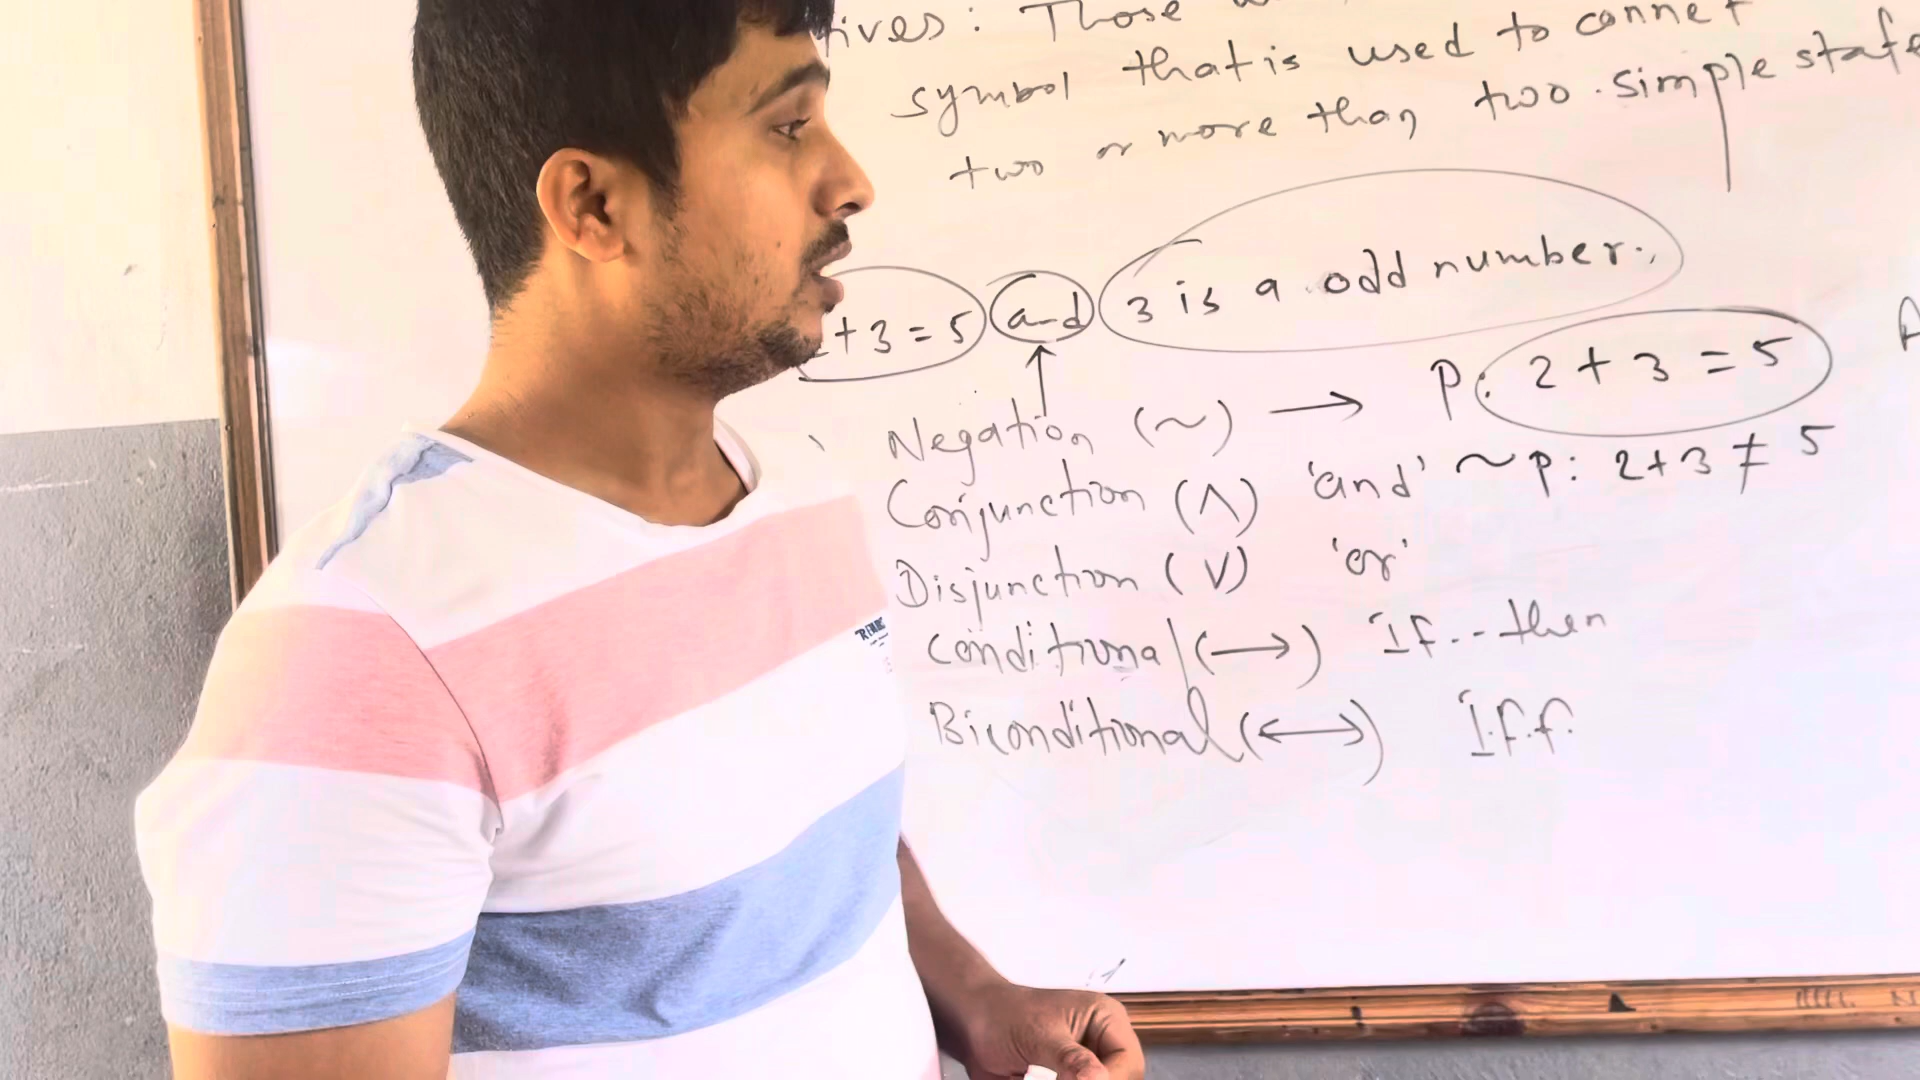 tives: Those
symbol that is used to connet
two or more than two simple state
+ 3 = 5 and 3 is a odd number.
Negation (~) → P: 2 + 3 = 5
Conjunction (∧) 'and' ~p: 2+3 ≠ 5
Disjunction (∨) 'or'
Conditional (→) If...then
Biconditional (↔) I.f.f.